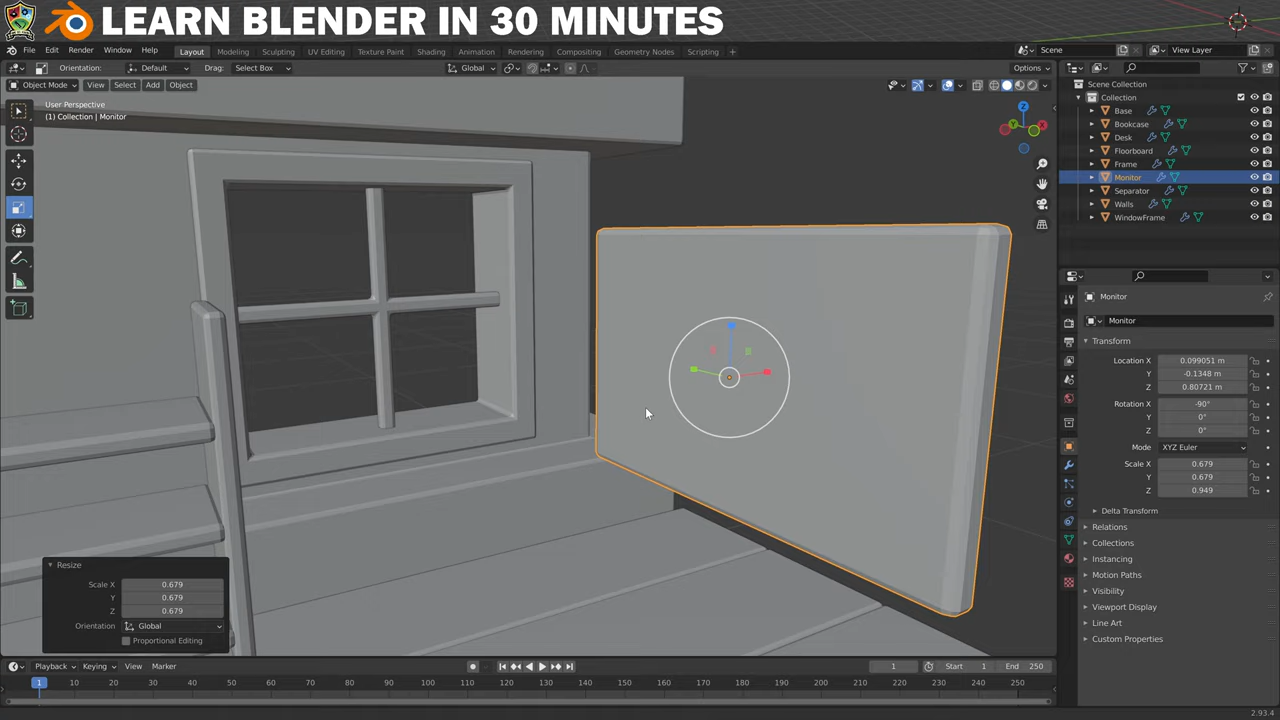 LEARN BLENDER IN 30 MINUTES
File Edit Render Window Help Layout Modeling Sculpting UV Editing Texture Paint Shading Animation Rendering Compositing Geometry Nodes Scripting + Scene View Layer
Orientation: Default Drag: Select Box Global Options
Object Mode View Select Add Object
User Perspective
(1) Collection | Monitor
Z
Y
X
Scene Collection
Collection
Base
Bookcase
Desk
Floorboard
Frame
Monitor
Separator
Walls
WindowFrame
Monitor
Monitor
Transform
Location X 0.099051 m
Y -0.1348 m
Z 0.80721 m
Rotation X -90°
Y 0°
Z 0°
Mode XYZ Euler
Scale X 0.679
Y 0.679
Z 0.949
Delta Transform
Relations
Collections
Instancing
Motion Paths
Visibility
Viewport Display
Line Art
Custom Properties
Resize
Scale X 0.679
Y 0.679
Z 0.679
Orientation Global
Proportional Editing
Playback Keying View Marker 1 Start 1 End 250
1 10 20 30 40 50 60 70 80 90 100 110 120 130 140 150 160 170 180 190 200 210 220 230 240 250
2.93.4